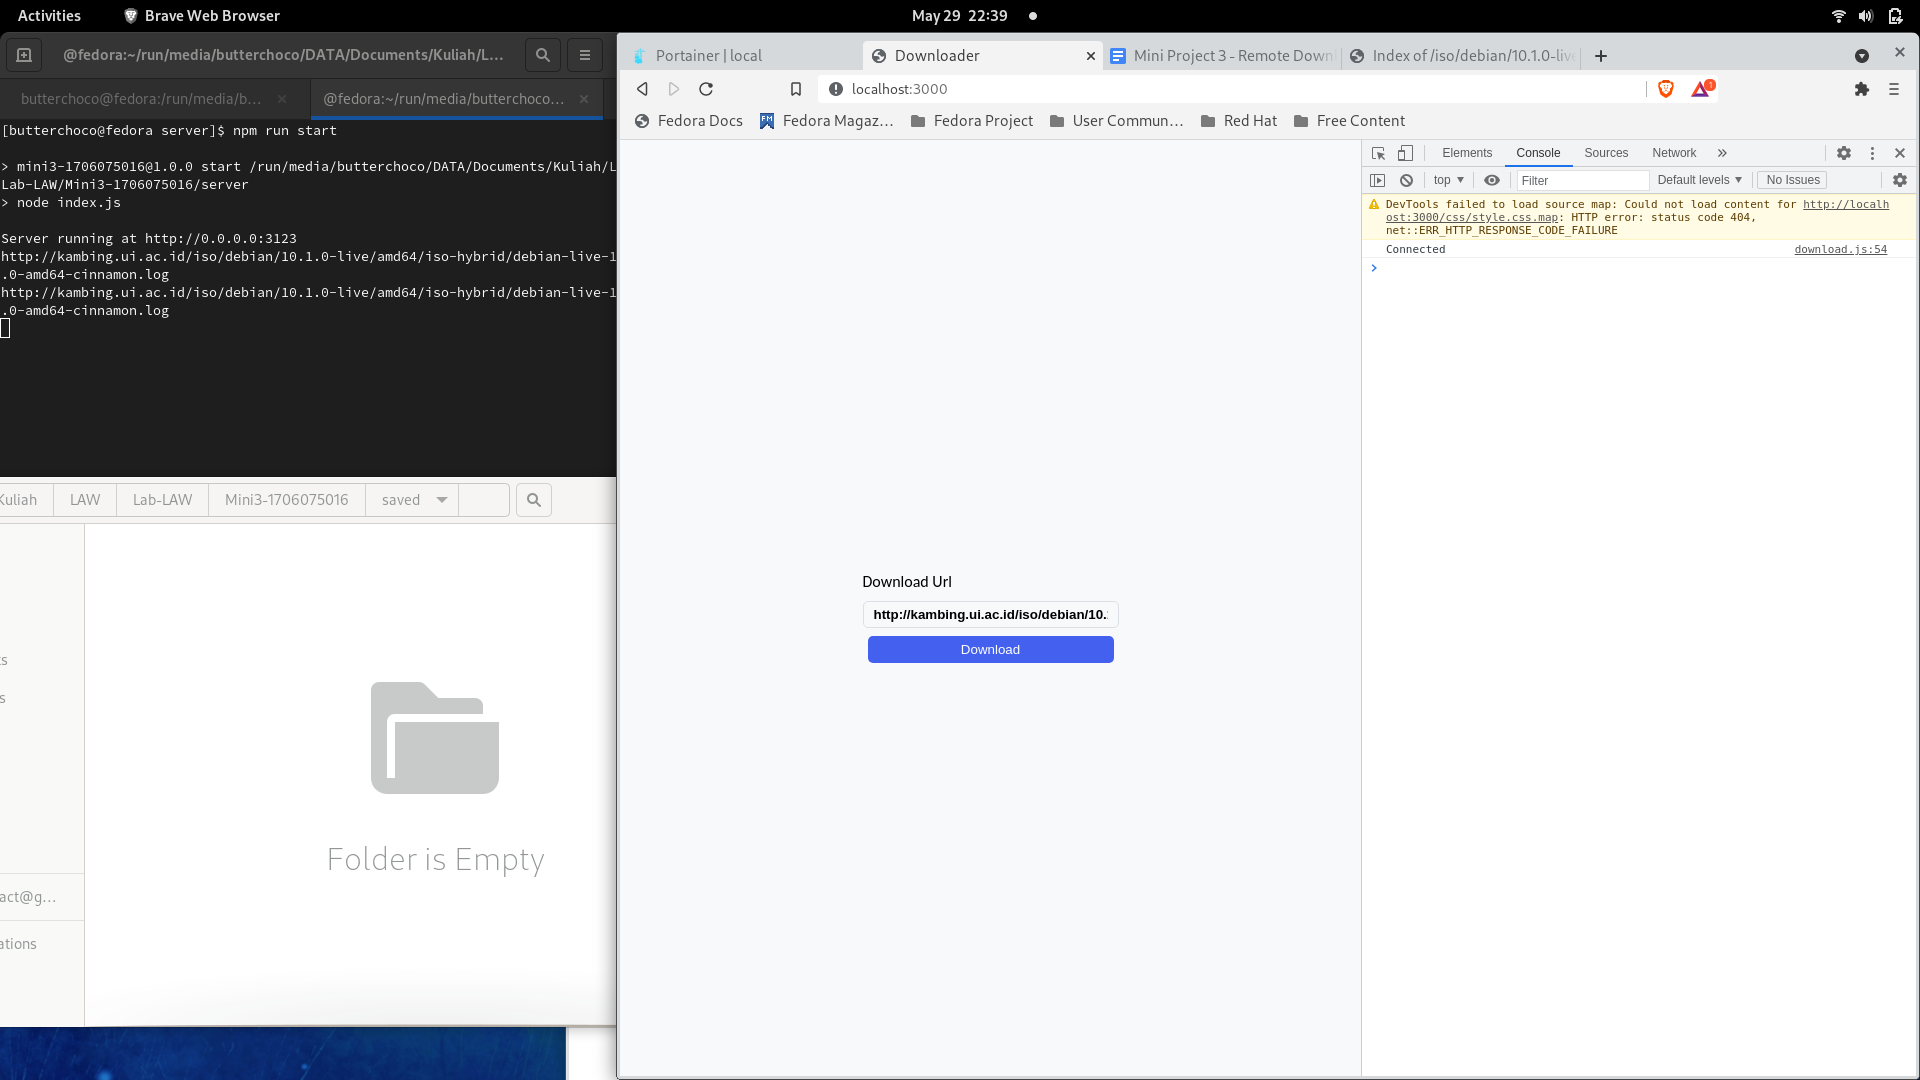 Activities
Brave Web Browser
May 29 22:39
@fedora:~/run/media/butterchoco/DATA/Documents/Kuliah/L...
butterchoco@fedora:/run/media/b...
@fedora:~/run/media/butterchoco...
[butterchoco@fedora server]$ npm run start
> mini3-1706075016@1.0.0 start /run/media/butterchoco/DATA/Documents/Kuliah/L
Lab-LAW/Mini3-1706075016/server
> node index.js
Server running at http://0.0.0.0:3123
http://kambing.ui.ac.id/iso/debian/10.1.0-live/amd64/iso-hybrid/debian-live-1
.0-amd64-cinnamon.log
http://kambing.ui.ac.id/iso/debian/10.1.0-live/amd64/iso-hybrid/debian-live-1
.0-amd64-cinnamon.log
Kuliah
LAW
Lab-LAW
Mini3-1706075016
saved
ts
s
act@g...
ations
Folder is Empty
Portainer | local
Downloader
Mini Project 3 - Remote Down
Index of /iso/debian/10.1.0-live
localhost:3000
1
Fedora Docs
Fedora Magaz...
Fedora Project
User Commun...
Red Hat
Free Content
Download Url
http://kambing.ui.ac.id/iso/debian/10.
Download
Elements
Console
Sources
Network
»
top
Filter
Default levels
No Issues
DevTools failed to load source map: Could not load content for http://localh
ost:3000/css/style.css.map: HTTP error: status code 404,
net::ERR_HTTP_RESPONSE_CODE_FAILURE
Connected
download.js:54